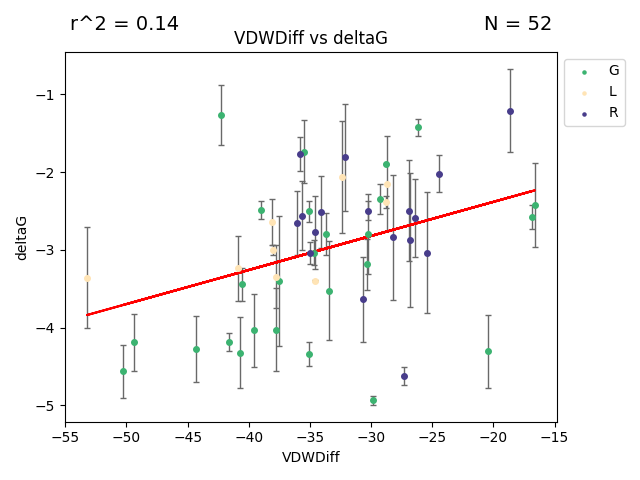 r^2 = 0.14
N = 52
VDWDiff vs deltaG
G
L
R
deltaG
−1
−2
−3
−4
−5
−55
−50
−45
−40
−35
−30
−25
−20
−15
VDWDiff